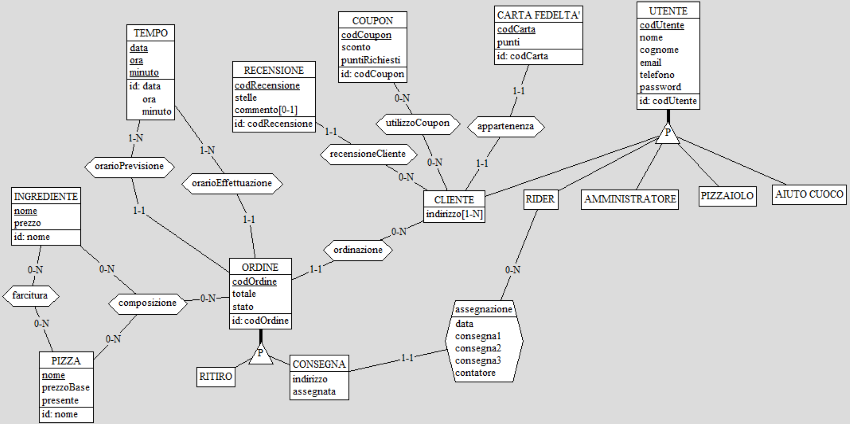 TEMPO
data
ora
minuto
id: data
ora
minuto
COUPON
codCoupon
sconto
puntiRichiesti
id: codCoupon
CARTA FEDELTA'
codCarta
punti
id: codCarta
UTENTE
codUtente
nome
cognome
email
telefono
password
id: codUtente
P
RECENSIONE
codRecensione
stelle
commento[0-1]
id: codRecensione
0-N
utilizzoCoupon
0-N
1-1
appartenenza
1-1
1-1
recensioneCliente
0-N
1-N
orarioPrevisione
1-1
1-N
orarioEffettuazione
1-1
CLIENTE
indirizzo[1-N]
RIDER
AMMINISTRATORE
PIZZAIOLO
AIUTO CUOCO
INGREDIENTE
nome
prezzo
id: nome
0-N
ordinazione
1-1
ORDINE
codOrdine
totale
stato
id: codOrdine
P
0-N
farcitura
0-N
0-N
composizione
0-N
0-N
0-N
assegnazione
data
consegna1
consegna2
consegna3
contatore
PIZZA
nome
prezzoBase
presente
id: nome
RITIRO
CONSEGNA
indirizzo
assegnata
1-1